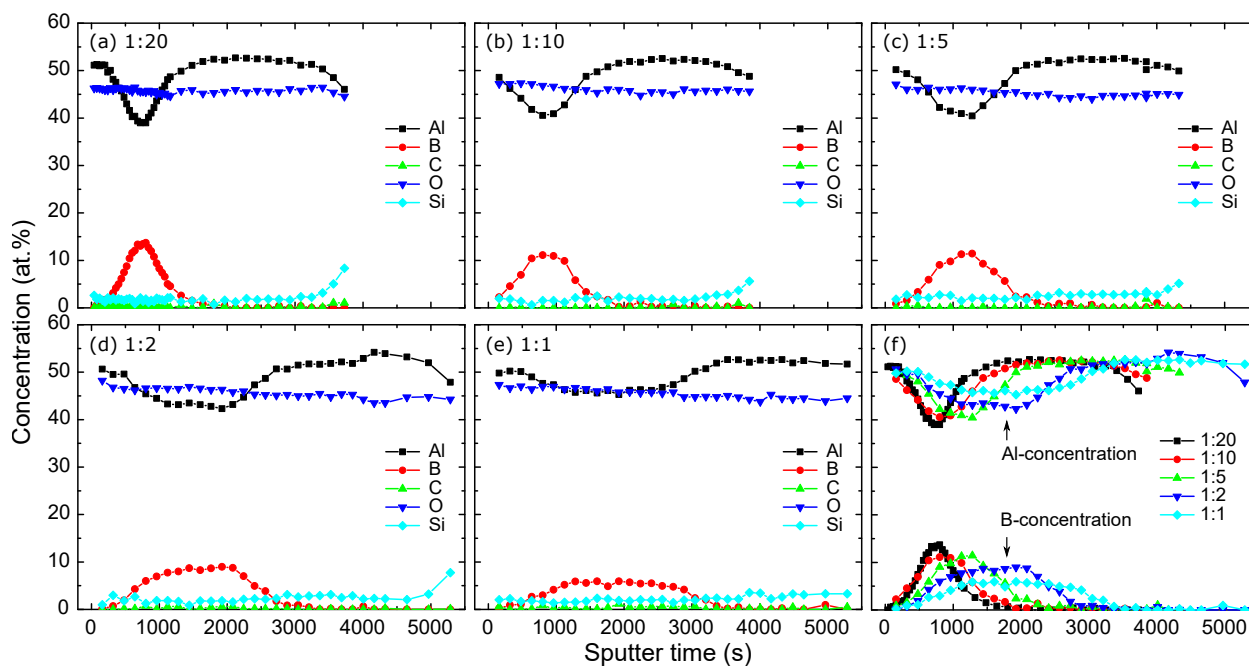 Concentration (at.%)
60
50
40
30
20
10
0
(a) 1:20
Al
B
C
O
Si
(b) 1:10
Al
B
C
O
Si
(c) 1:5
Al
B
C
O
Si
60
50
40
30
20
10
0
(d) 1:2
Al
B
C
O
Si
(e) 1:1
Al
B
C
O
Si
(f)
Al-concentration
B-concentration
1:20
1:10
1:5
1:2
1:1
0 1000 2000 3000 4000 5000
0 1000 2000 3000 4000 5000
0 1000 2000 3000 4000 5000
Sputter time (s)